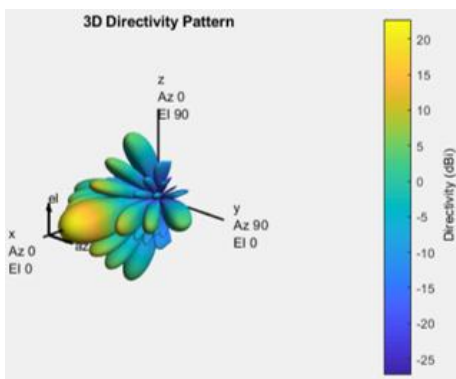 3D Directivity Pattern
z
Az 0
El 90
el
x
Az 0
El 0
az
y
Az 90
El 0
20
15
10
5
0
-5
-10
-15
-20
-25
Directivity (dBi)